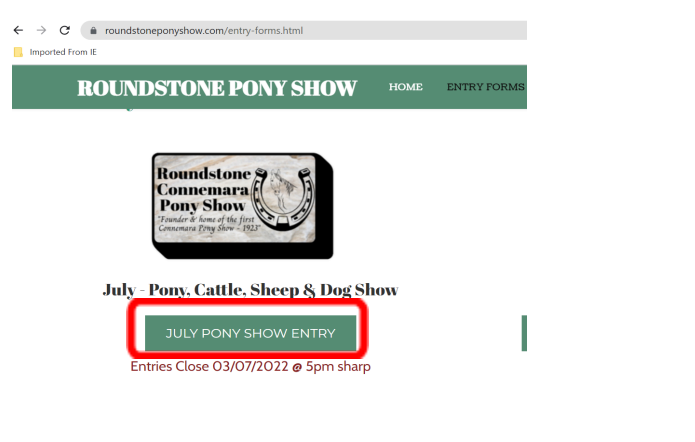 roundstoneponyshow.com/entry-forms.html
Imported From IE
ROUNDSTONE PONY SHOW HOME ENTRY FORMS
Roundstone
Connemara
Pony Show
"Founder & home of the first
Connemara Pony Show - 1923"
July - Pony, Cattle, Sheep & Dog Show
JULY PONY SHOW ENTRY
Entries Close 03/07/2022 @ 5pm sharp